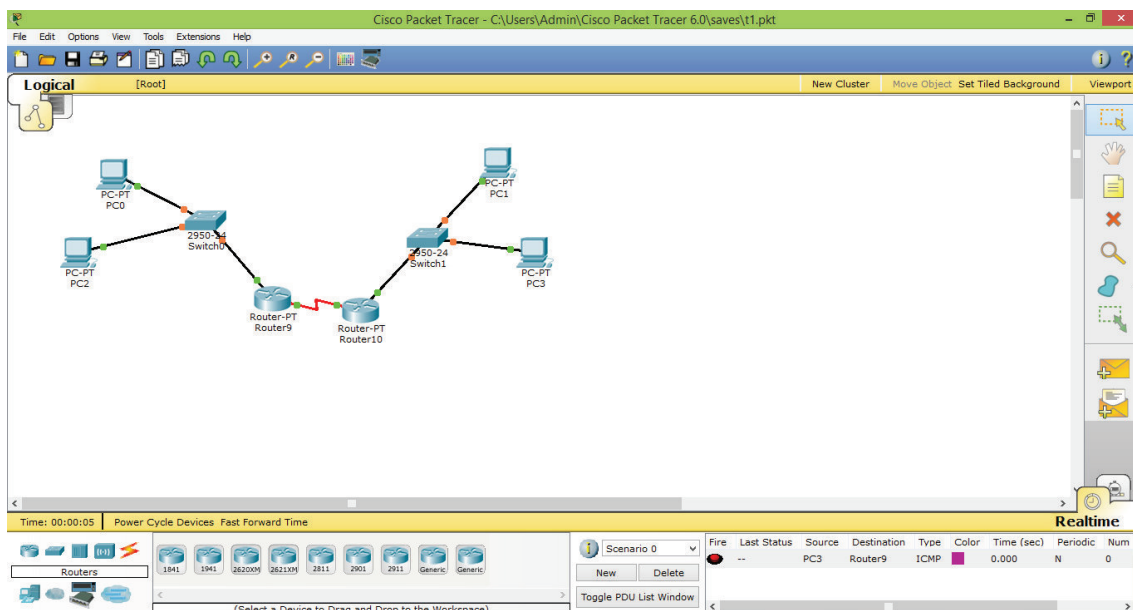 Cisco Packet Tracer - C:\Users\Admin\Cisco Packet Tracer 6.0\saves\t1.pkt
File Edit Options View Tools Extensions Help
Logical [Root] New Cluster Move Object Set Tiled Background Viewport
PC-PT
PC0
PC-PT
PC2
2950-24
Switch0
Router-PT
Router9
Router-PT
Router10
2950-24
Switch1
PC-PT
PC1
PC-PT
PC3
Time: 00:00:05 Power Cycle Devices Fast Forward Time Realtime
Routers
1841 1941 2620XM 2621XM 2811 2901 2911 Generic Generic
(Select a Device to Drag and Drop to the Workspace)
Scenario 0
New Delete
Toggle PDU List Window
Fire Last Status Source Destination Type Color Time (sec) Periodic Num
-- PC3 Router9 ICMP 0.000 N 0